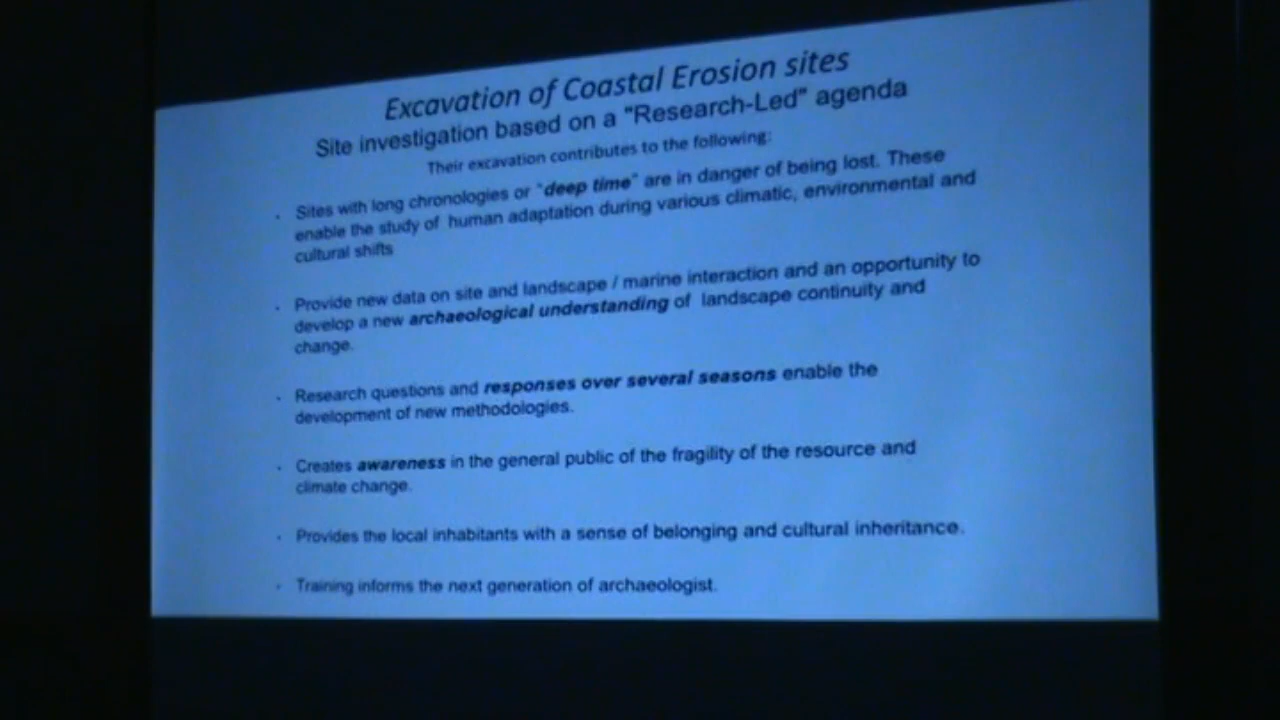 Excavation of Coastal Erosion sites
Site investigation based on a "Research-Led" agenda
Their excavation contributes to the following:
· Sites with long chronologies or "deep time" are in danger of being lost. These
enable the study of human adaptation during various climatic, environmental and
cultural shifts
· Provide new data on site and landscape / marine interaction and an opportunity to
develop a new archaeological understanding of landscape continuity and
change.
· Research questions and responses over several seasons enable the
development of new methodologies.
· Creates awareness in the general public of the fragility of the resource and
climate change.
· Provides the local inhabitants with a sense of belonging and cultural inheritance.
· Training informs the next generation of archaeologist.